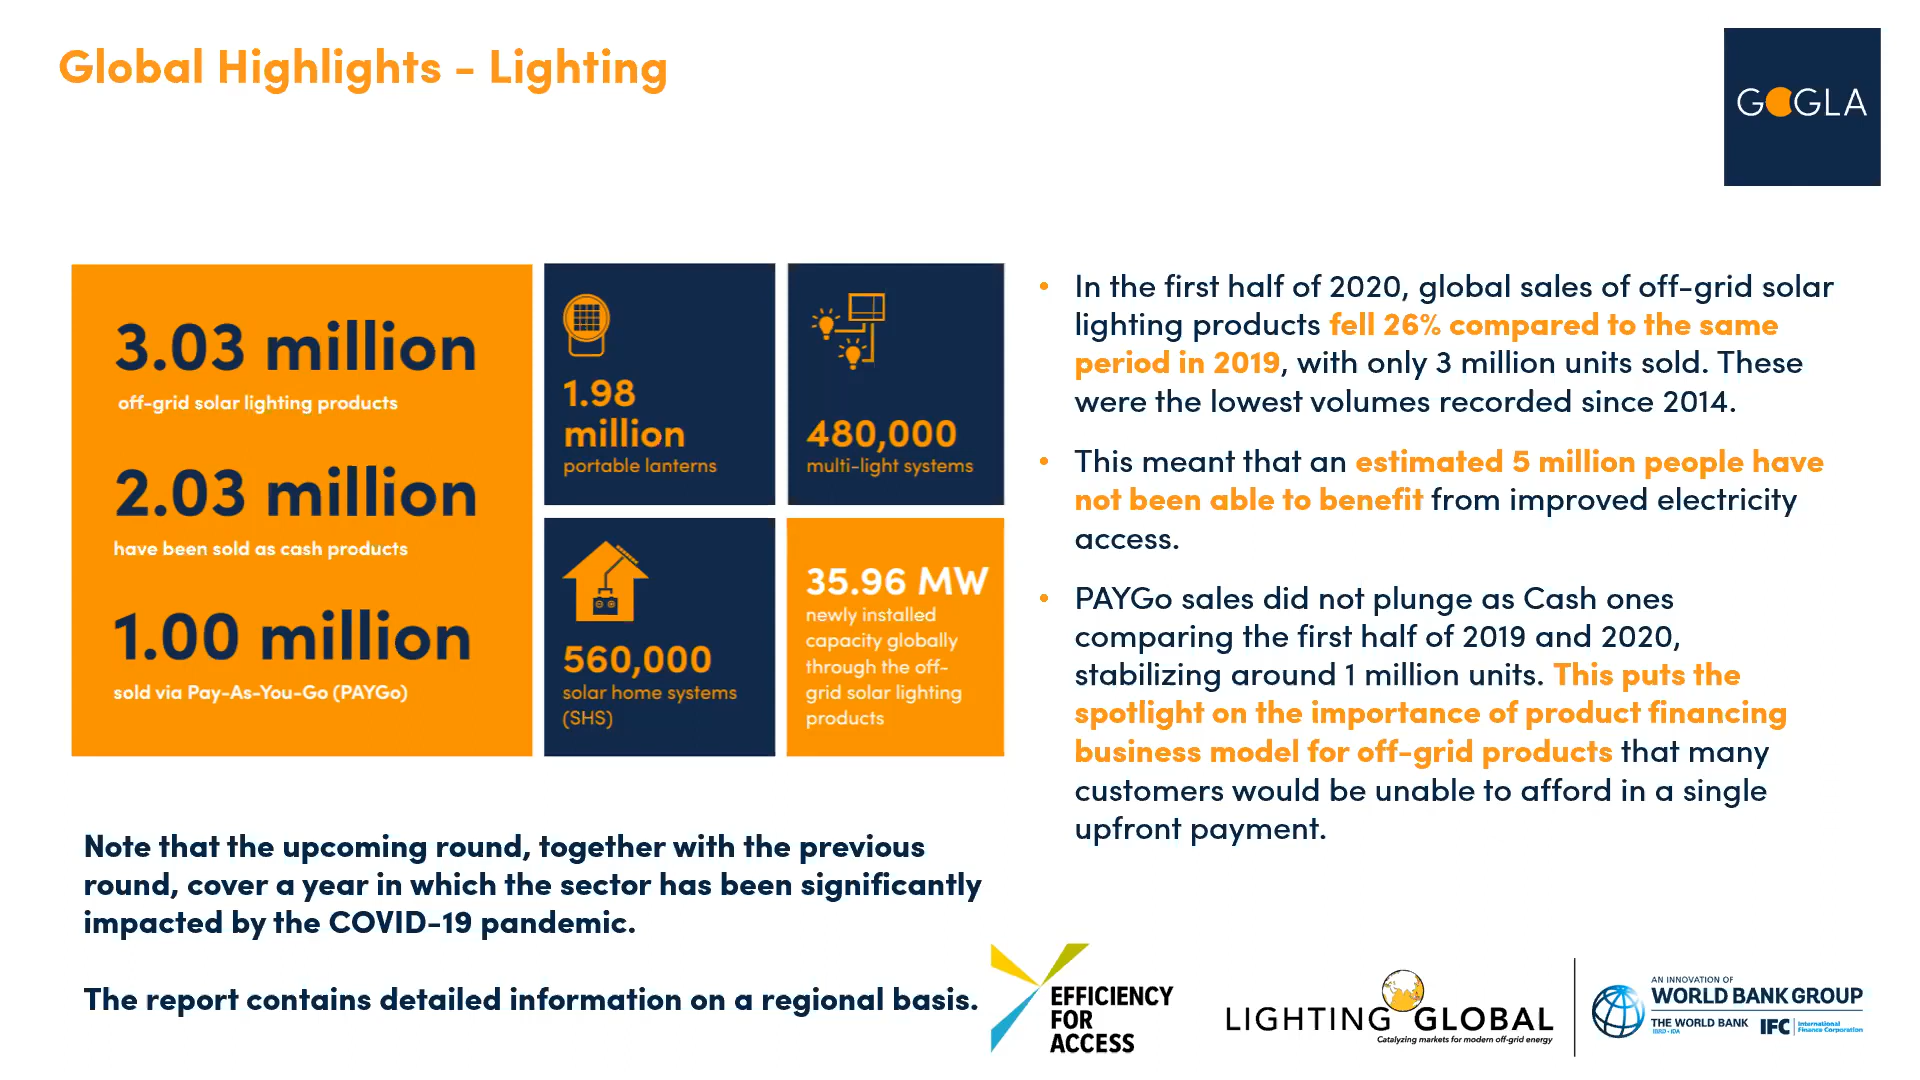 Global Highlights - Lighting
GOGLA
3.03 million
off-grid solar lighting products
2.03 million
have been sold as cash products
1.00 million
sold via Pay-As-You-Go (PAYGo)
1.98
million
portable lanterns
480,000
multi-light systems
560,000
solar home systems
(SHS)
35.96 MW
newly installed
capacity globally
through the off-
grid solar lighting
products
• In the first half of 2020, global sales of off-grid solar
lighting products fell 26% compared to the same
period in 2019, with only 3 million units sold. These
were the lowest volumes recorded since 2014.
• This meant that an estimated 5 million people have
not been able to benefit from improved electricity
access.
• PAYGo sales did not plunge as Cash ones
comparing the first half of 2019 and 2020,
stabilizing around 1 million units. This puts the
spotlight on the importance of product financing
business model for off-grid products that many
customers would be unable to afford in a single
upfront payment.
Note that the upcoming round, together with the previous
round, cover a year in which the sector has been significantly
impacted by the COVID-19 pandemic.
The report contains detailed information on a regional basis.
EFFICIENCY
FOR
ACCESS
LIGHTING GLOBAL
Catalyzing markets for modern off-grid energy
AN INNOVATION OF
WORLD BANK GROUP
THE WORLD BANK
IBRD • IDA
IFC
International
Finance Corporation